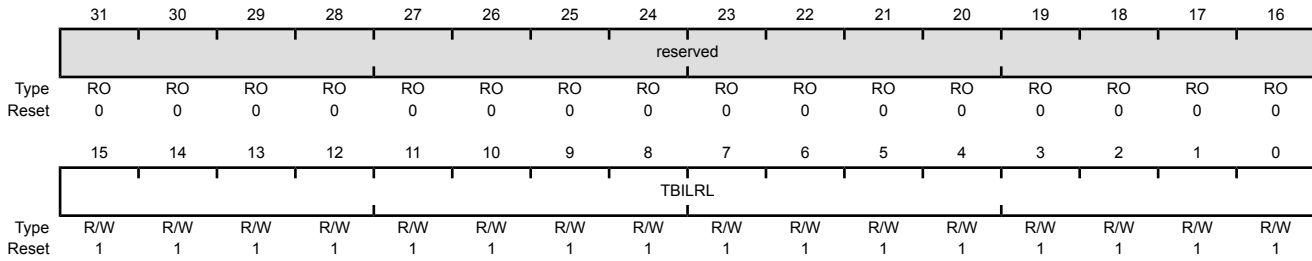 31 30 29 28 27 26 25 24 23 22 21 20 19 18 17 16
reserved
Type RO RO RO RO RO RO RO RO RO RO RO RO RO RO RO RO
Reset 0 0 0 0 0 0 0 0 0 0 0 0 0 0 0 0
15 14 13 12 11 10 9 8 7 6 5 4 3 2 1 0
TBILRL
Type R/W R/W R/W R/W R/W R/W R/W R/W R/W R/W R/W R/W R/W R/W R/W R/W
Reset 1 1 1 1 1 1 1 1 1 1 1 1 1 1 1 1